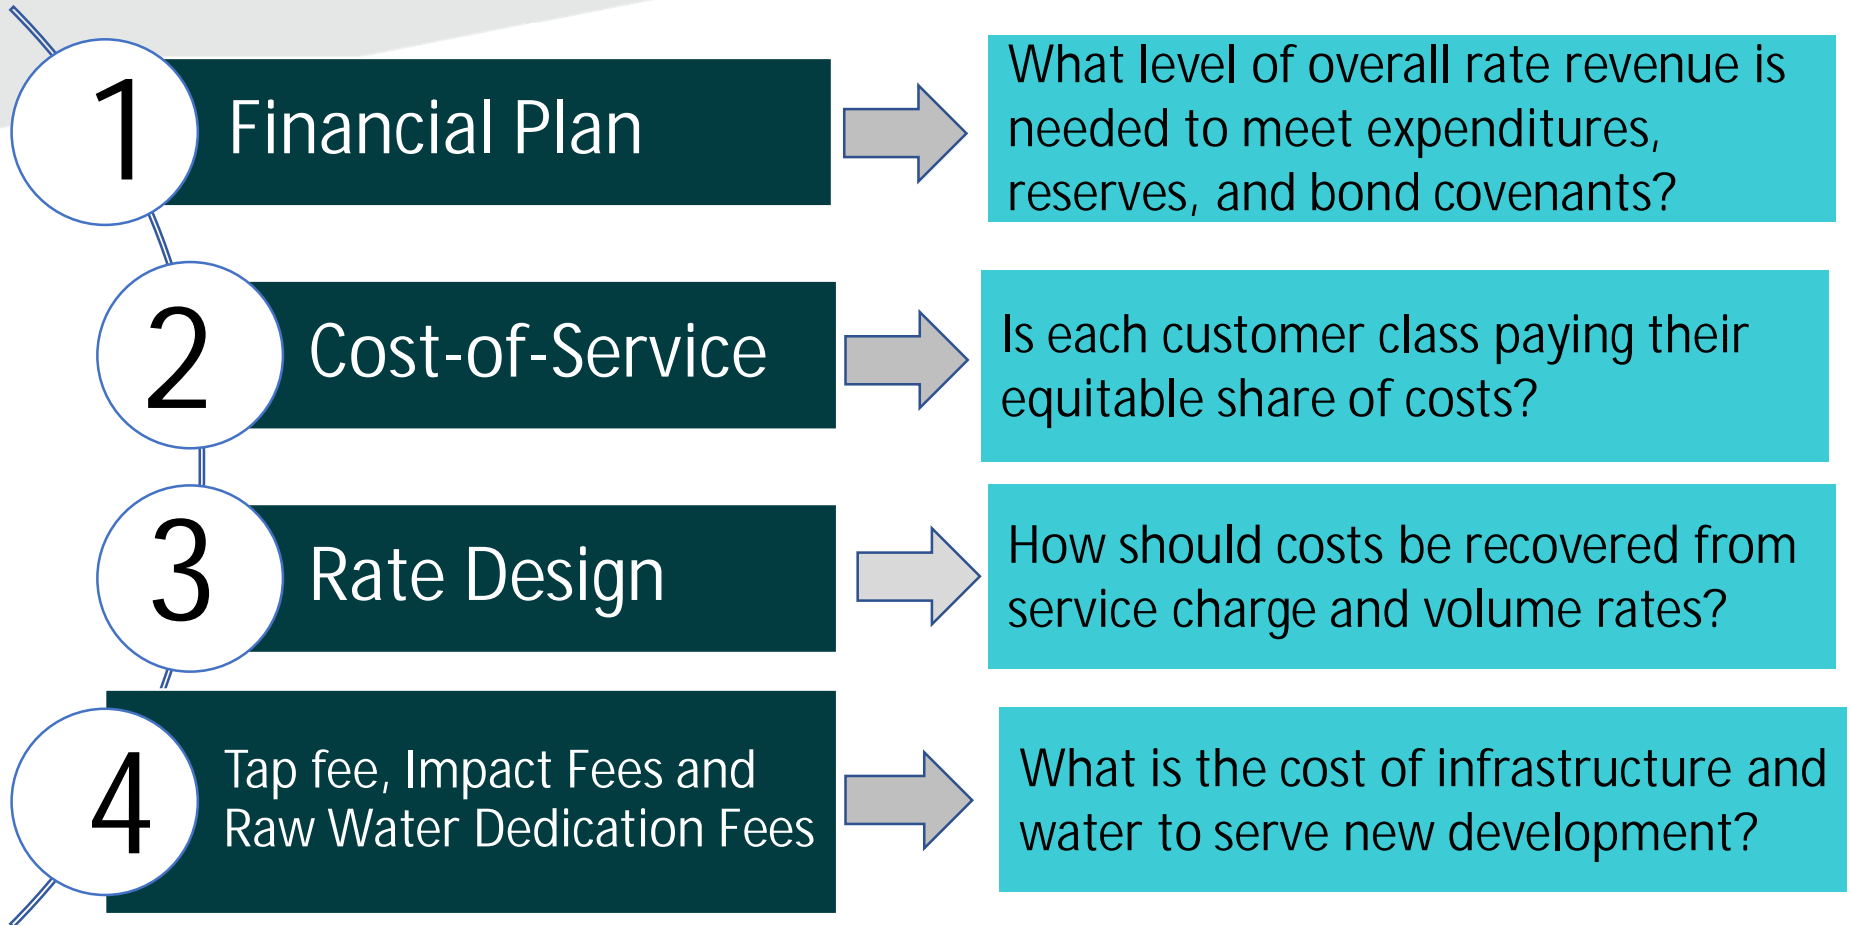 1
Financial Plan
What level of overall rate revenue is
needed to meet expenditures,
reserves, and bond covenants?
2
Cost-of-Service
Is each customer class paying their
equitable share of costs?
3
Rate Design
How should costs be recovered from
service charge and volume rates?
4
Tap fee, Impact Fees and
Raw Water Dedication Fees
What is the cost of infrastructure and
water to serve new development?